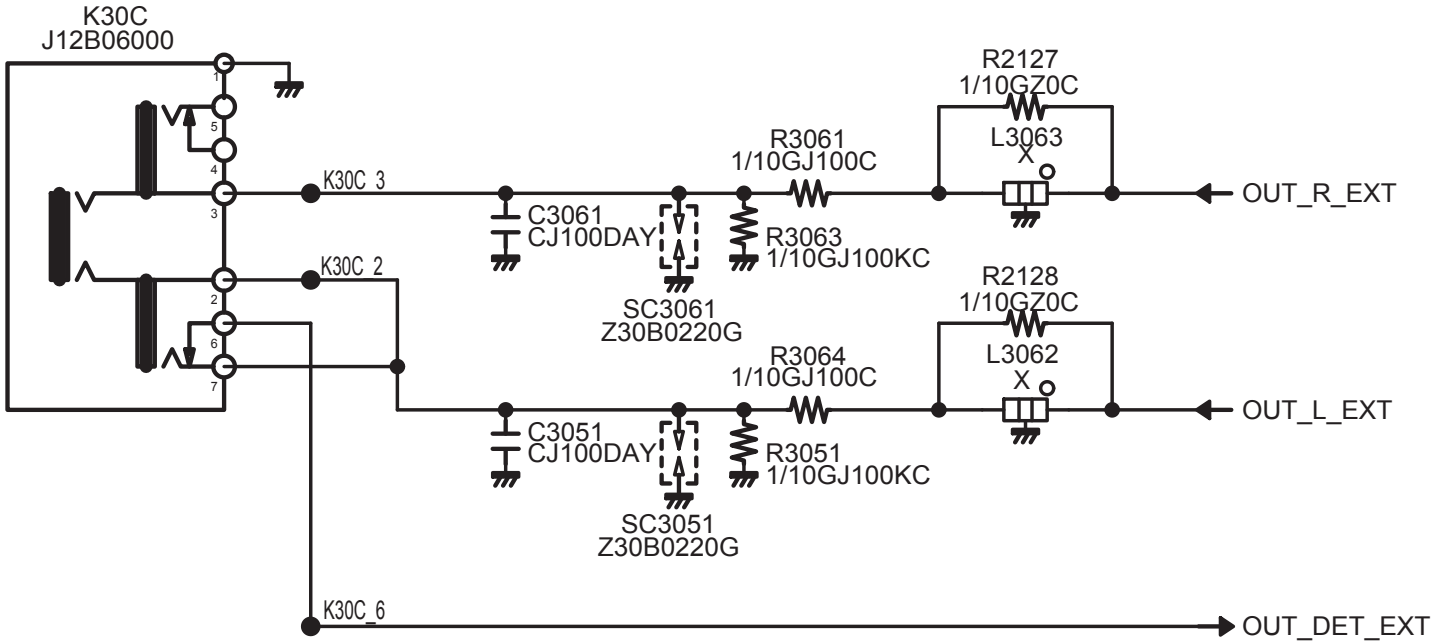 K30C
J12B06000
1
5
4
3
2
6
7
K30C_3
K30C_2
K30C_6
C3061
CJ100DAY
SC3061
Z30B0220G
R3063
1/10GJ100KC
R3061
1/10GJ100C
R2127
1/10GZ0C
L3063
X
OUT_R_EXT
C3051
CJ100DAY
SC3051
Z30B0220G
R3051
1/10GJ100KC
R3064
1/10GJ100C
R2128
1/10GZ0C
L3062
X
OUT_L_EXT
OUT_DET_EXT